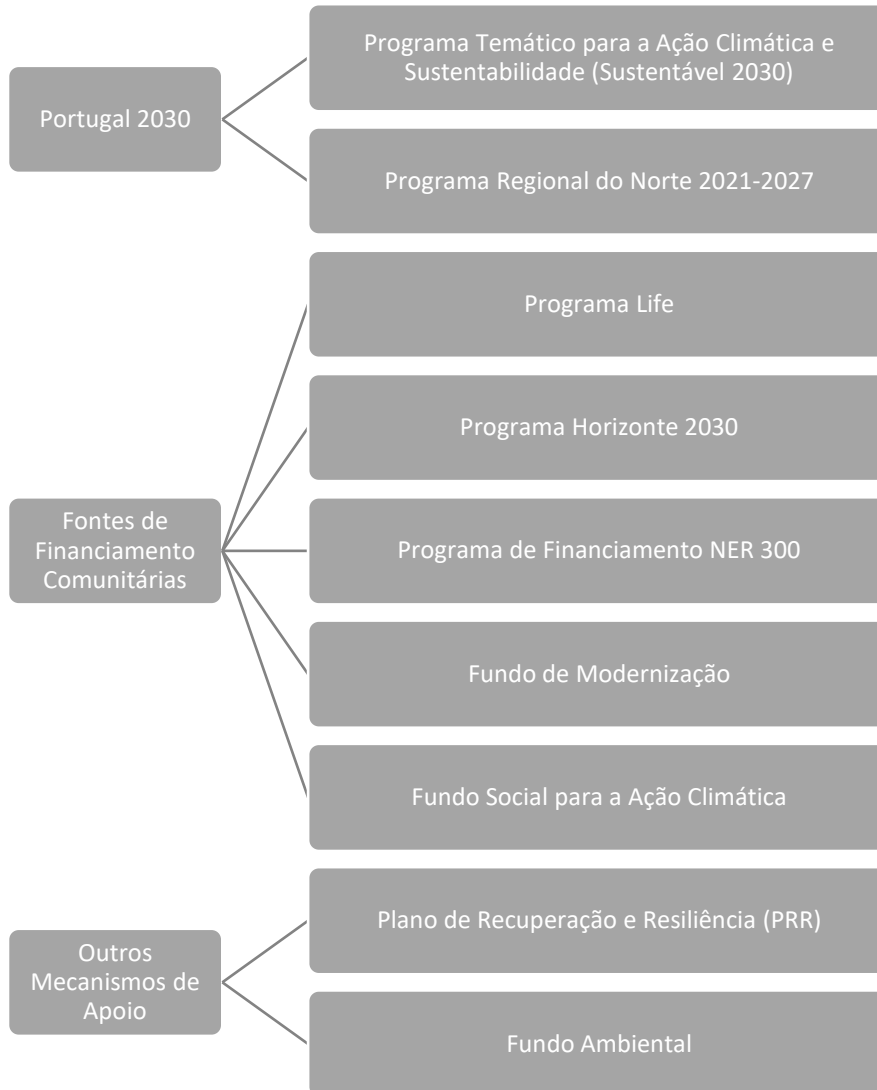 Portugal 2030
Programa Temático para a Ação Climática e
Sustentabilidade (Sustentável 2030)
Programa Regional do Norte 2021-2027
Fontes de
Financiamento
Comunitárias
Programa Life
Programa Horizonte 2030
Programa de Financiamento NER 300
Fundo de Modernização
Fundo Social para a Ação Climática
Outros
Mecanismos de
Apoio
Plano de Recuperação e Resiliência (PRR)
Fundo Ambiental